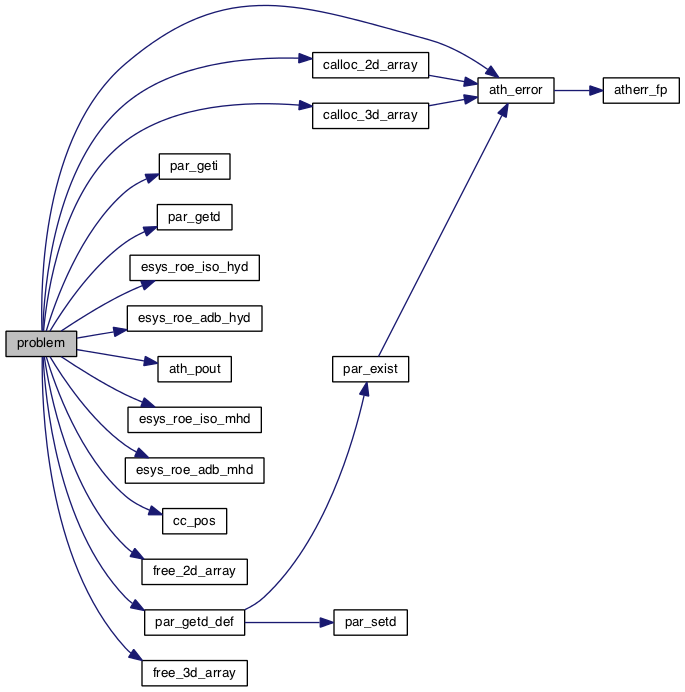 problem
calloc_2d_array
calloc_3d_array
ath_error
atherr_fp
par_geti
par_getd
esys_roe_iso_hyd
esys_roe_adb_hyd
ath_pout
esys_roe_iso_mhd
esys_roe_adb_mhd
cc_pos
free_2d_array
par_getd_def
free_3d_array
par_exist
par_setd